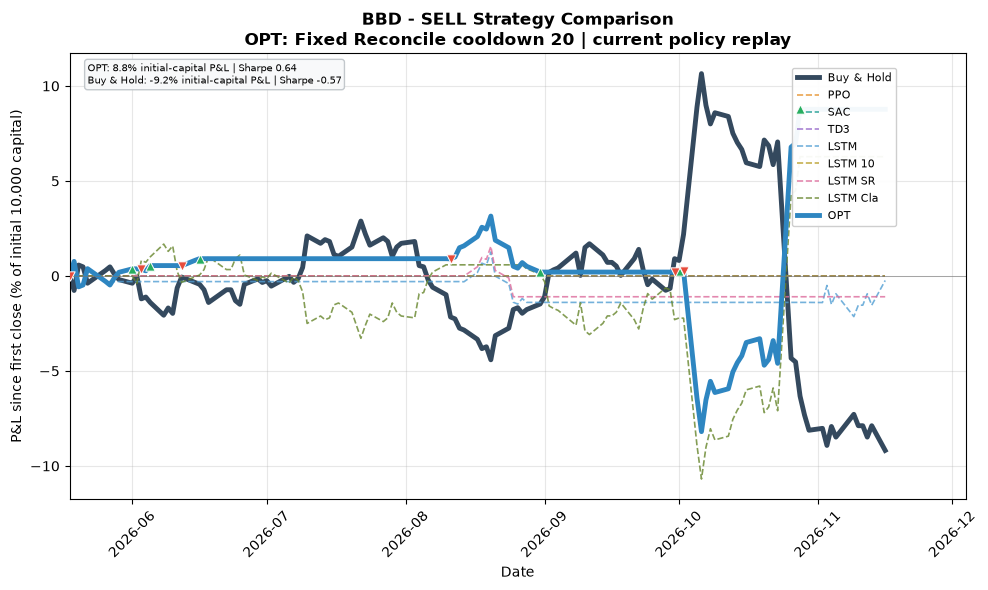 BBD - SELL Strategy Comparison
OPT: Fixed Reconcile cooldown 20 | current policy replay
OPT: 8.8% initial-capital P&L | Sharpe 0.64
Buy & Hold: -9.2% initial-capital P&L | Sharpe -0.57
Buy & Hold
PPO
SAC
TD3
LSTM
LSTM 10
LSTM SR
LSTM Cla
OPT
P&L since first close (% of initial 10,000 capital)
10
5
0
−5
−10
2026-06
2026-07
2026-08
2026-09
2026-10
2026-11
2026-12
Date